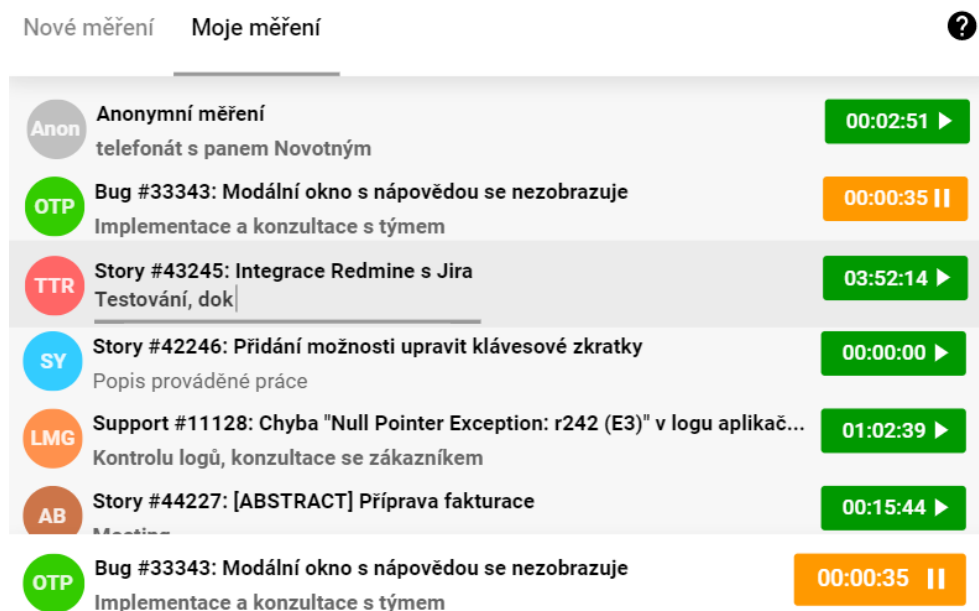 Nové měření Moje měření ?
Anon Anonymní měření 00:02:51
telefonát s panem Novotným
OTP Bug #33343: Modální okno s nápovědou se nezobrazuje 00:00:35
Implementace a konzultace s týmem
TTR Story #43245: Integrace Redmine s Jira 03:52:14
Testování, dok
SY Story #42246: Přidání možnosti upravit klávesové zkratky 00:00:00
Popis prováděné práce
LMG Support #11128: Chyba "Null Pointer Exception: r242 (E3)" v logu aplikač... 01:02:39
Kontrolu logů, konzultace se zákazníkem
AB Story #44227: [ABSTRACT] Příprava fakturace 00:15:44
Meeting
OTP Bug #33343: Modální okno s nápovědou se nezobrazuje 00:00:35
Implementace a konzultace s týmem